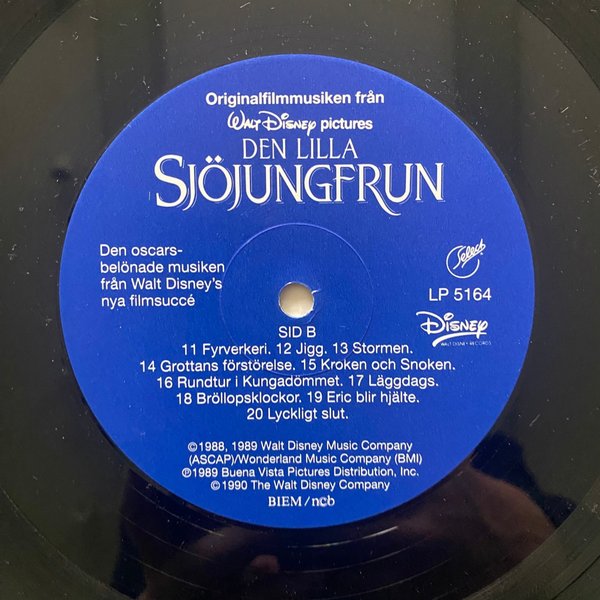 Originalfilmmusiken från
Walt Disney pictures
DEN LILLA
SJÖJUNGFRUN
Den oscars-
belönade musiken
från Walt Disney's
nya filmsuccé
Select
LP 5164
Disney
WALT DISNEY RECORDS
SID B
11 Fyrverkeri. 12 Jigg. 13 Stormen.
14 Grottans förstörelse. 15 Kroken och Snoken.
16 Rundtur i Kungadömmet. 17 Läggdags.
18 Bröllopsklockor. 19 Eric blir hjälte.
20 Lyckligt slut.
©1988, 1989 Walt Disney Music Company
(ASCAP)/Wonderland Music Company (BMI)
℗1989 Buena Vista Pictures Distribution, Inc.
©1990 The Walt Disney Company
BIEM/ncb